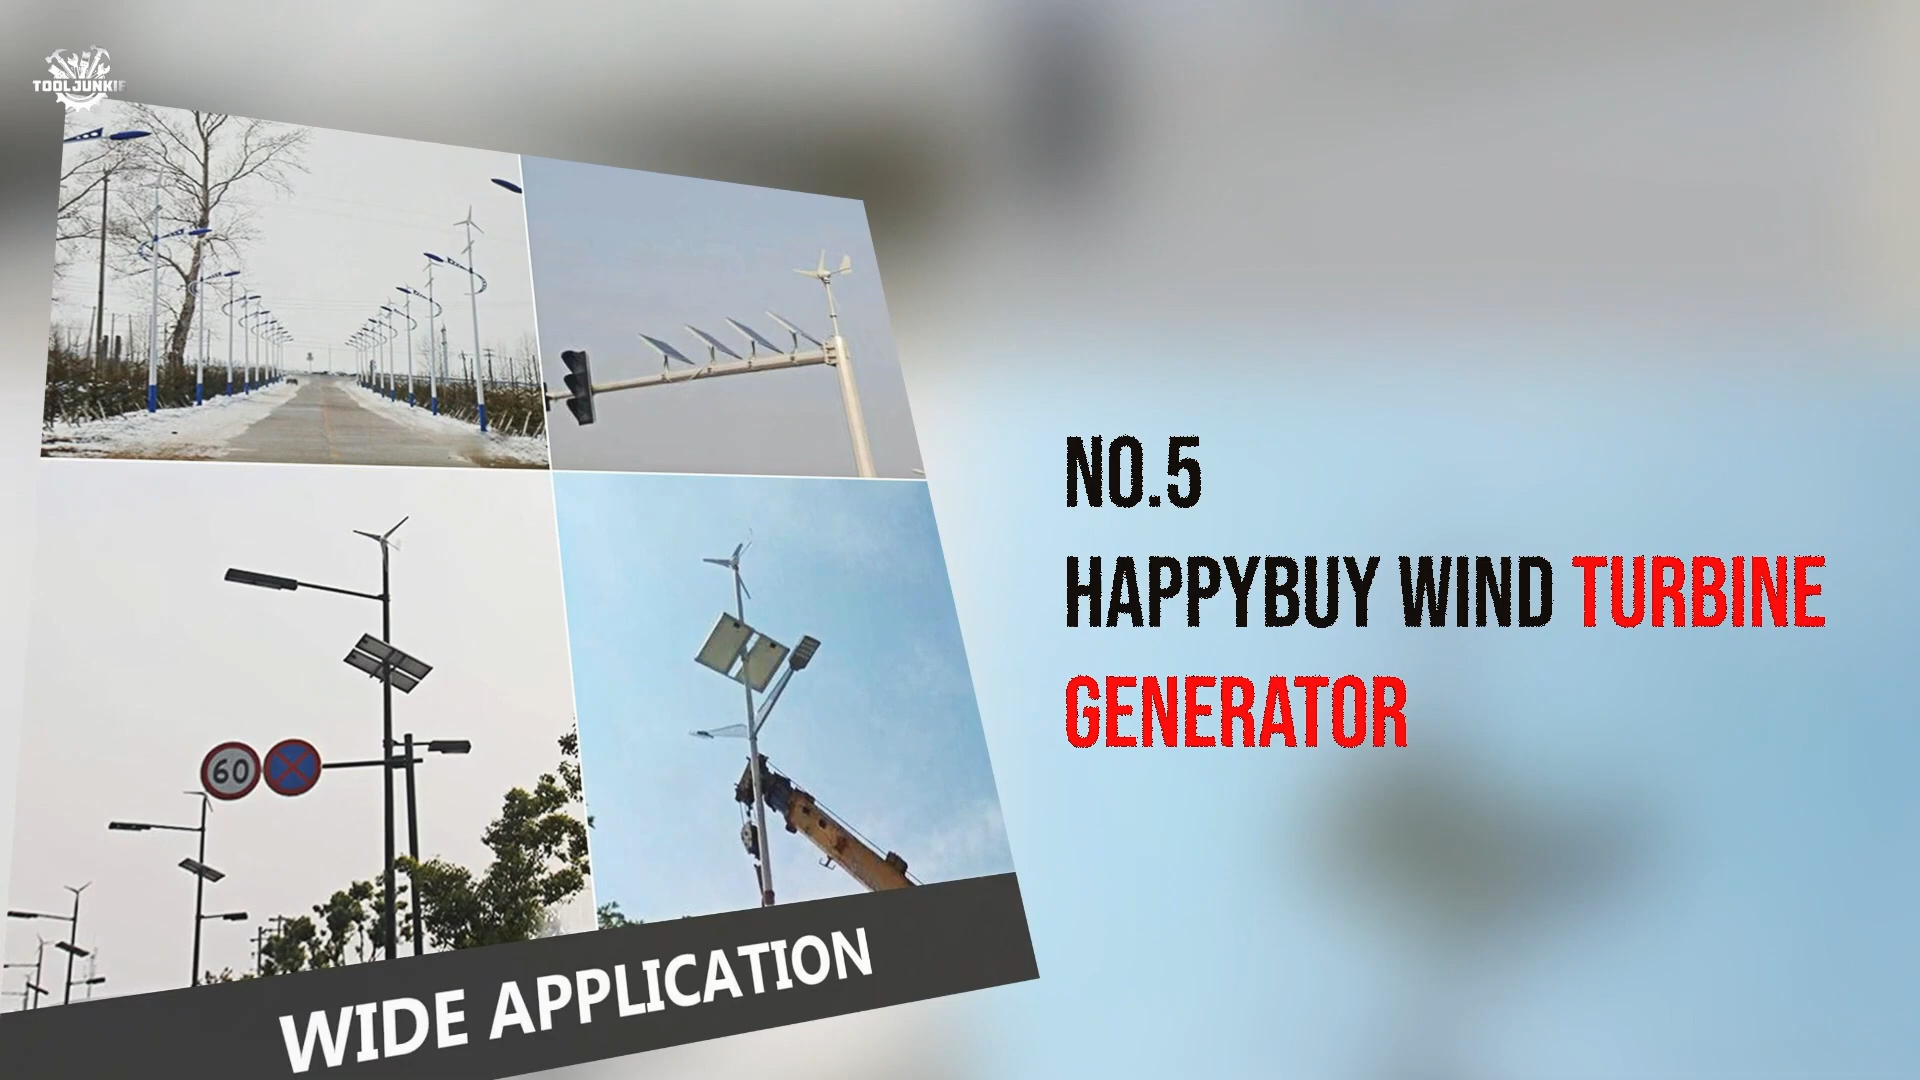 TOOLJUNKIE
NO.5
HAPPYBUY WIND TURBINE
GENERATOR
60
WIDE APPLICATION